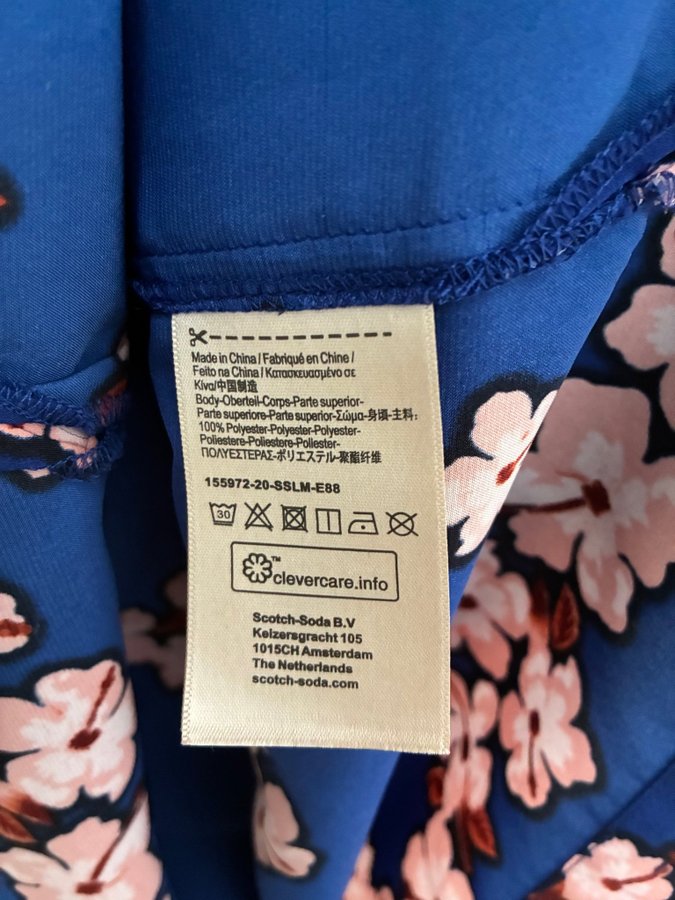 Made in China / Fabriqué en Chine /
Feito na China / Κατασκευασμένο σε
Κίνα/中国制造
Body-Oberteil-Corps-Parte superior-
Parte superiore-Parte superior-Σώμα-身頃-主料:
100% Polyester-Polyester-Polyester-
Poliestere-Poliestere-Poliester-
ΠΟΛΥΕΣΤΕΡΑΣ-ポリエステル-聚酯纤维
155972-20-SSLM-E88
30
™
clevercare.info
Scotch-Soda B.V
Keizersgracht 105
1015CH Amsterdam
The Netherlands
scotch-soda.com